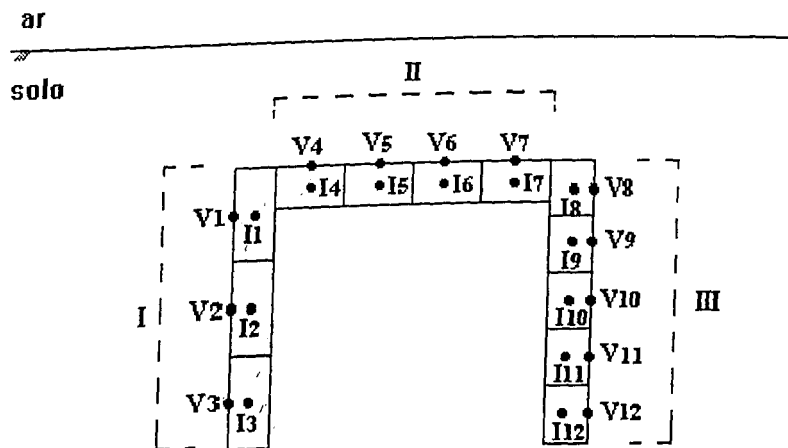 ar
solo
II
V4 V5 V6 V7
I4 I5 I6 I7
I8 V8
V1 I1
I9 V9
I V2 I2
I10 V10 III
I11 V11
V3 I3
I12 V12